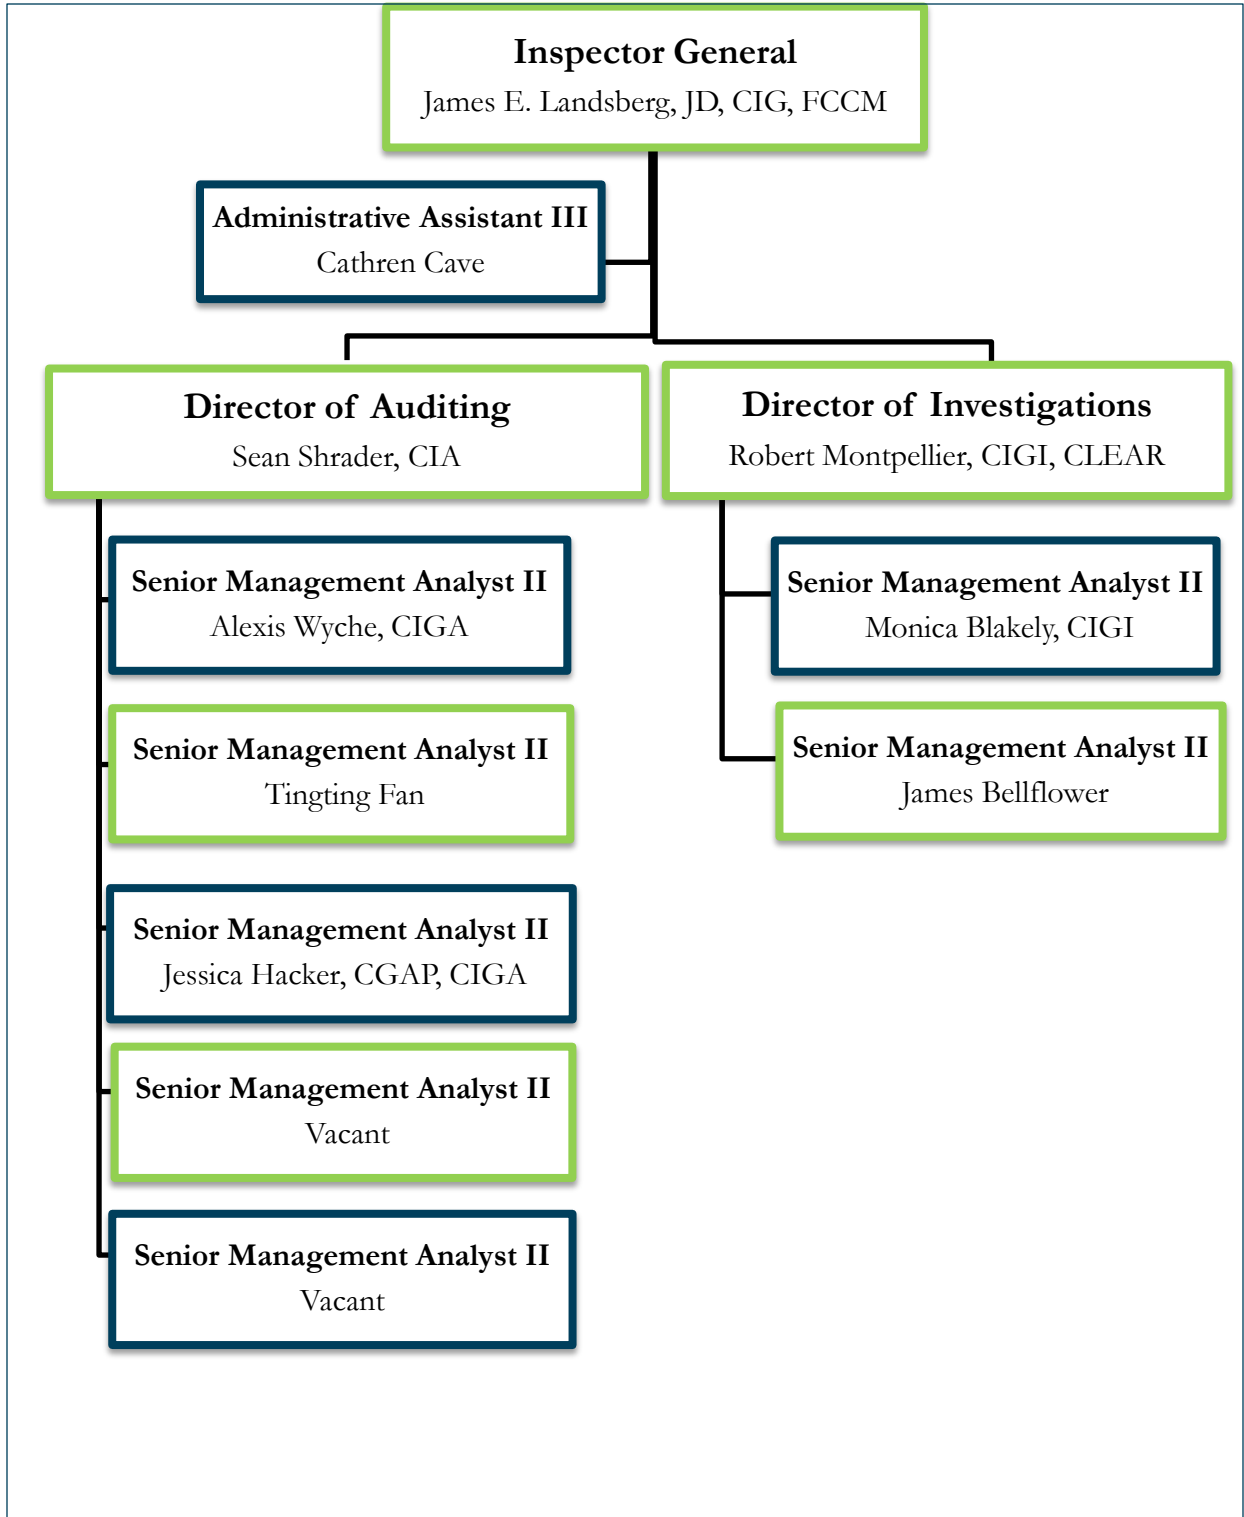 Inspector General
James E. Landsberg, JD, CIG, FCCM
Administrative Assistant III
Cathren Cave
Director of Auditing
Sean Shrader, CIA
Director of Investigations
Robert Montpellier, CIGI, CLEAR
Senior Management Analyst II
Alexis Wyche, CIGA
Senior Management Analyst II
Monica Blakely, CIGI
Senior Management Analyst II
Tingting Fan
Senior Management Analyst II
James Bellflower
Senior Management Analyst II
Jessica Hacker, CGAP, CIGA
Senior Management Analyst II
Vacant
Senior Management Analyst II
Vacant